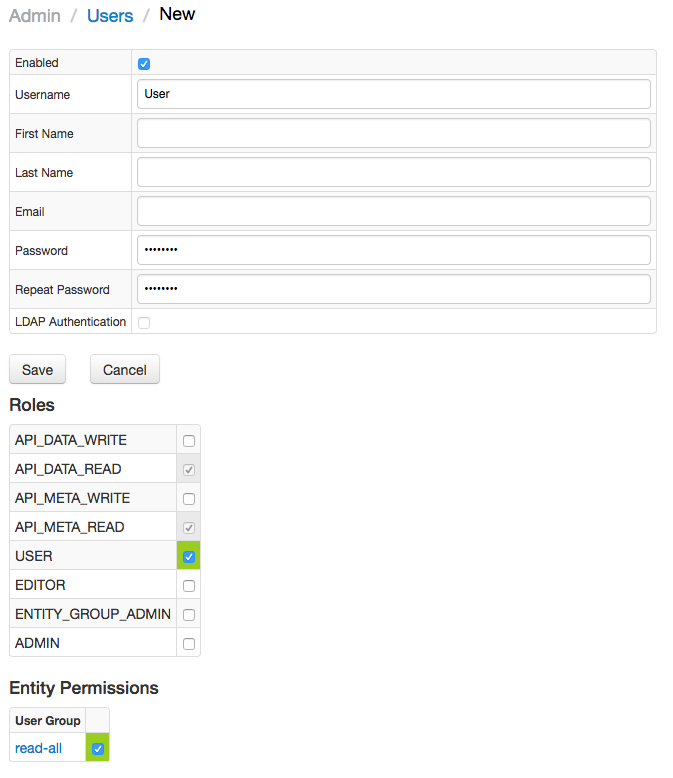 Admin / Users / New
Enabled
Username User
First Name
Last Name
Email
Password ••••••••
Repeat Password ••••••••
LDAP Authentication
Save Cancel
Roles
API_DATA_WRITE
API_DATA_READ
API_META_WRITE
API_META_READ
USER
EDITOR
ENTITY_GROUP_ADMIN
ADMIN
Entity Permissions
User Group
read-all